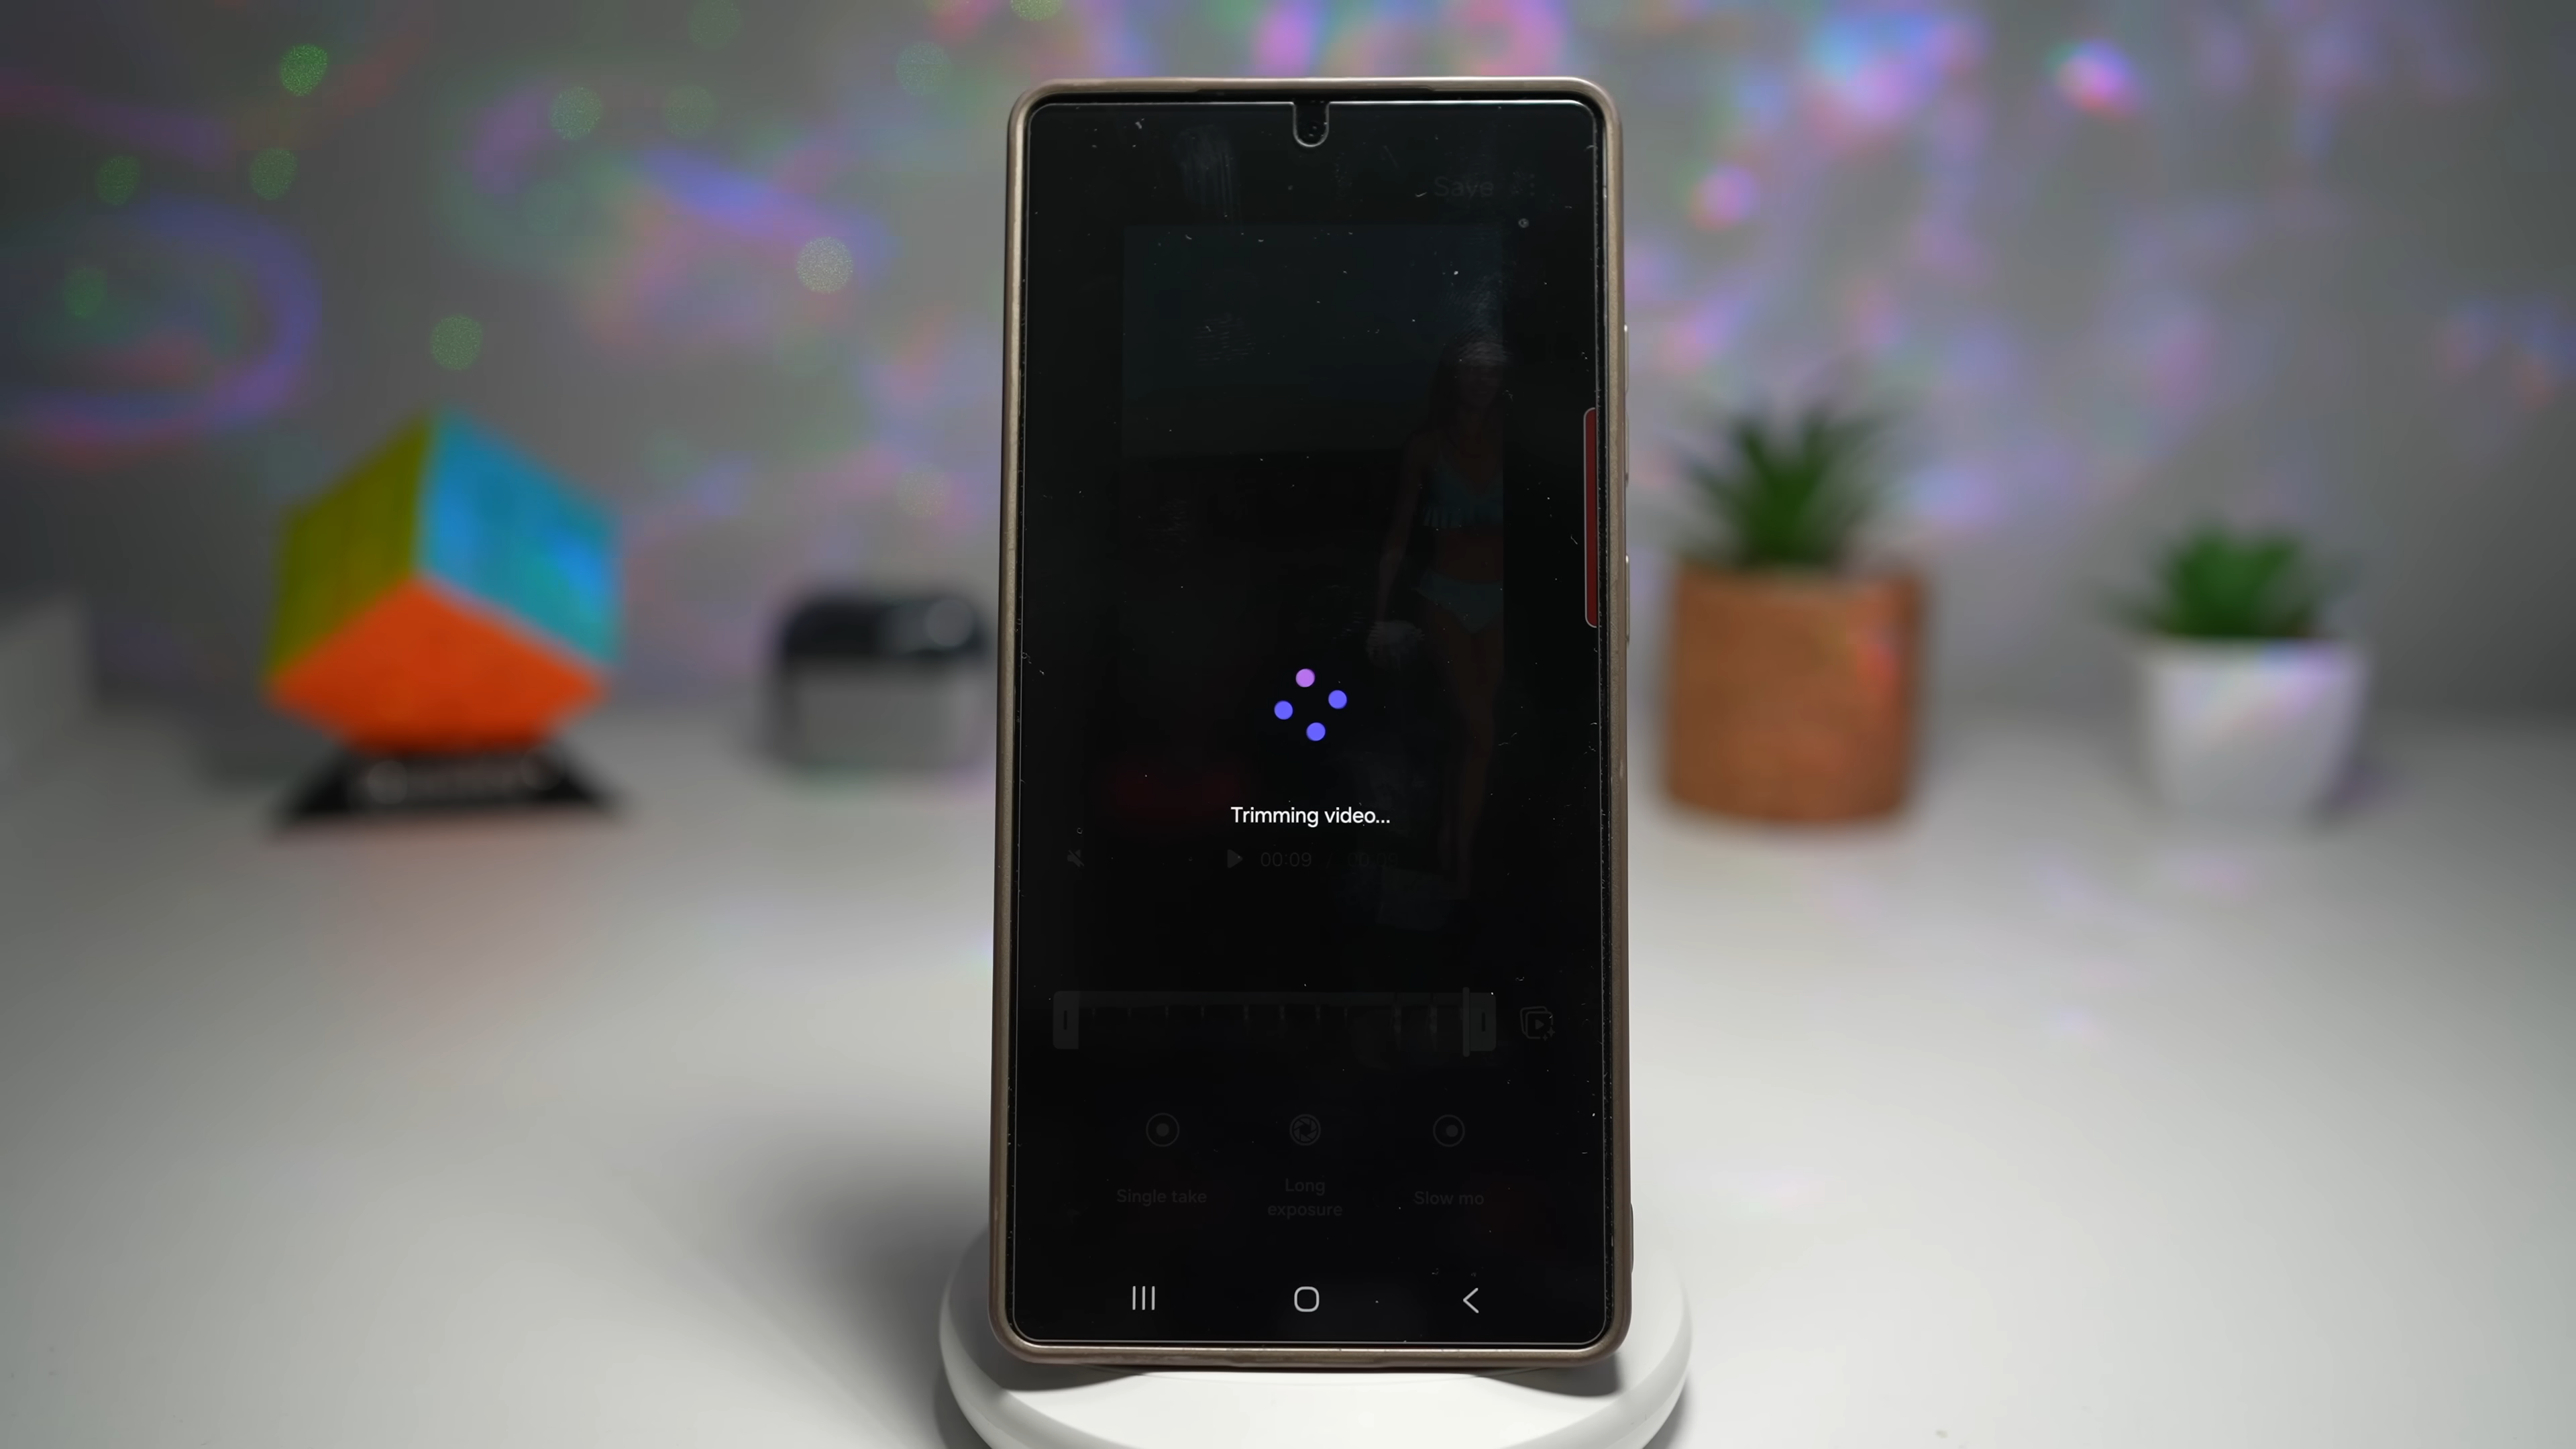 Save
Trimming video...
00:09 /
Single take
Long
exposure
Slow mo